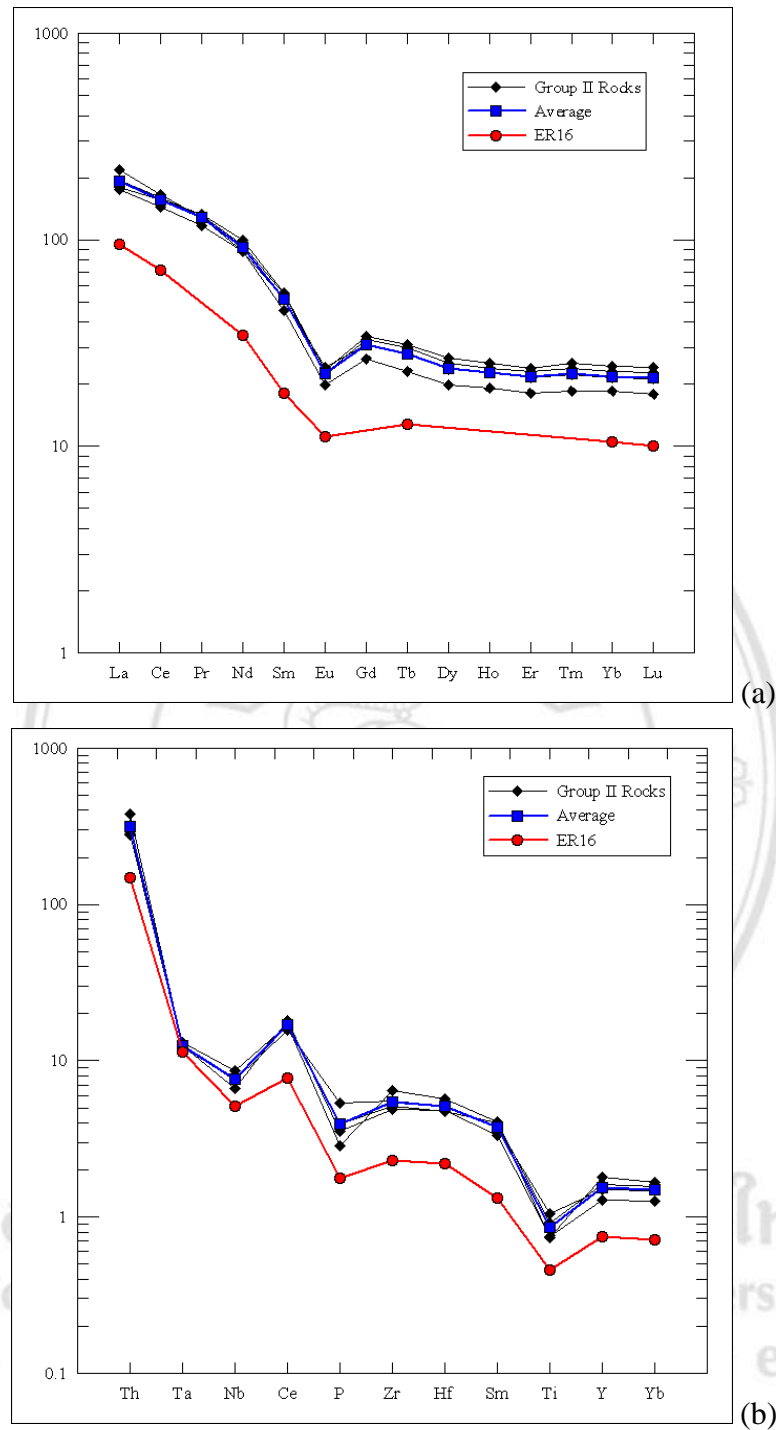 1000
Group II Rocks
Average
ER16
100
10
1
La Ce Pr Nd Sm Eu Gd Tb Dy Ho Er Tm Yb Lu
(a)
1000
Group II Rocks
Average
ER16
100
10
1
0.1
Th Ta Nb Ce P Zr Hf Sm Ti Y Yb
(b)